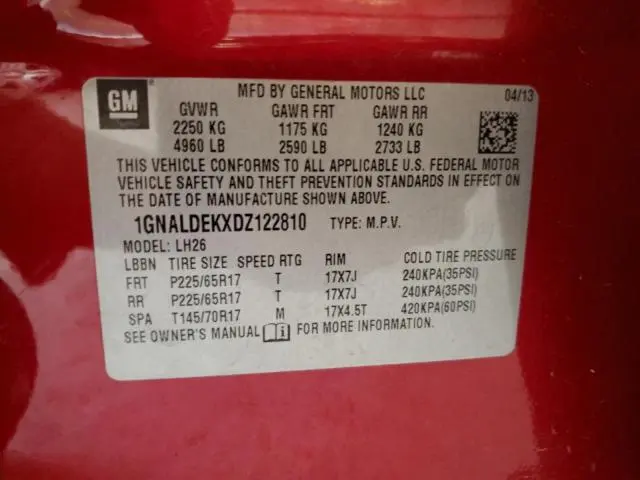 GM
MFD BY GENERAL MOTORS LLC 04/13
GVWR GAWR FRT GAWR RR
2250 KG 1175 KG 1240 KG
4960 LB 2590 LB 2733 LB
THIS VEHICLE CONFORMS TO ALL APPLICABLE U.S. FEDERAL MOTOR
VEHICLE SAFETY AND THEFT PREVENTION STANDARDS IN EFFECT ON
THE DATE OF MANUFACTURE SHOWN ABOVE.
1GNALDEKXDZ122810 TYPE: M.P.V.
MODEL: LH26
LBBN TIRE SIZE SPEED RTG RIM COLD TIRE PRESSURE
FRT P225/65R17 T 17X7J 240KPA(35PSI)
RR P225/65R17 T 17X7J 240KPA(35PSI)
SPA T145/70R17 M 17X4.5T 420KPA(60PSI)
SEE OWNER'S MANUAL FOR MORE INFORMATION.